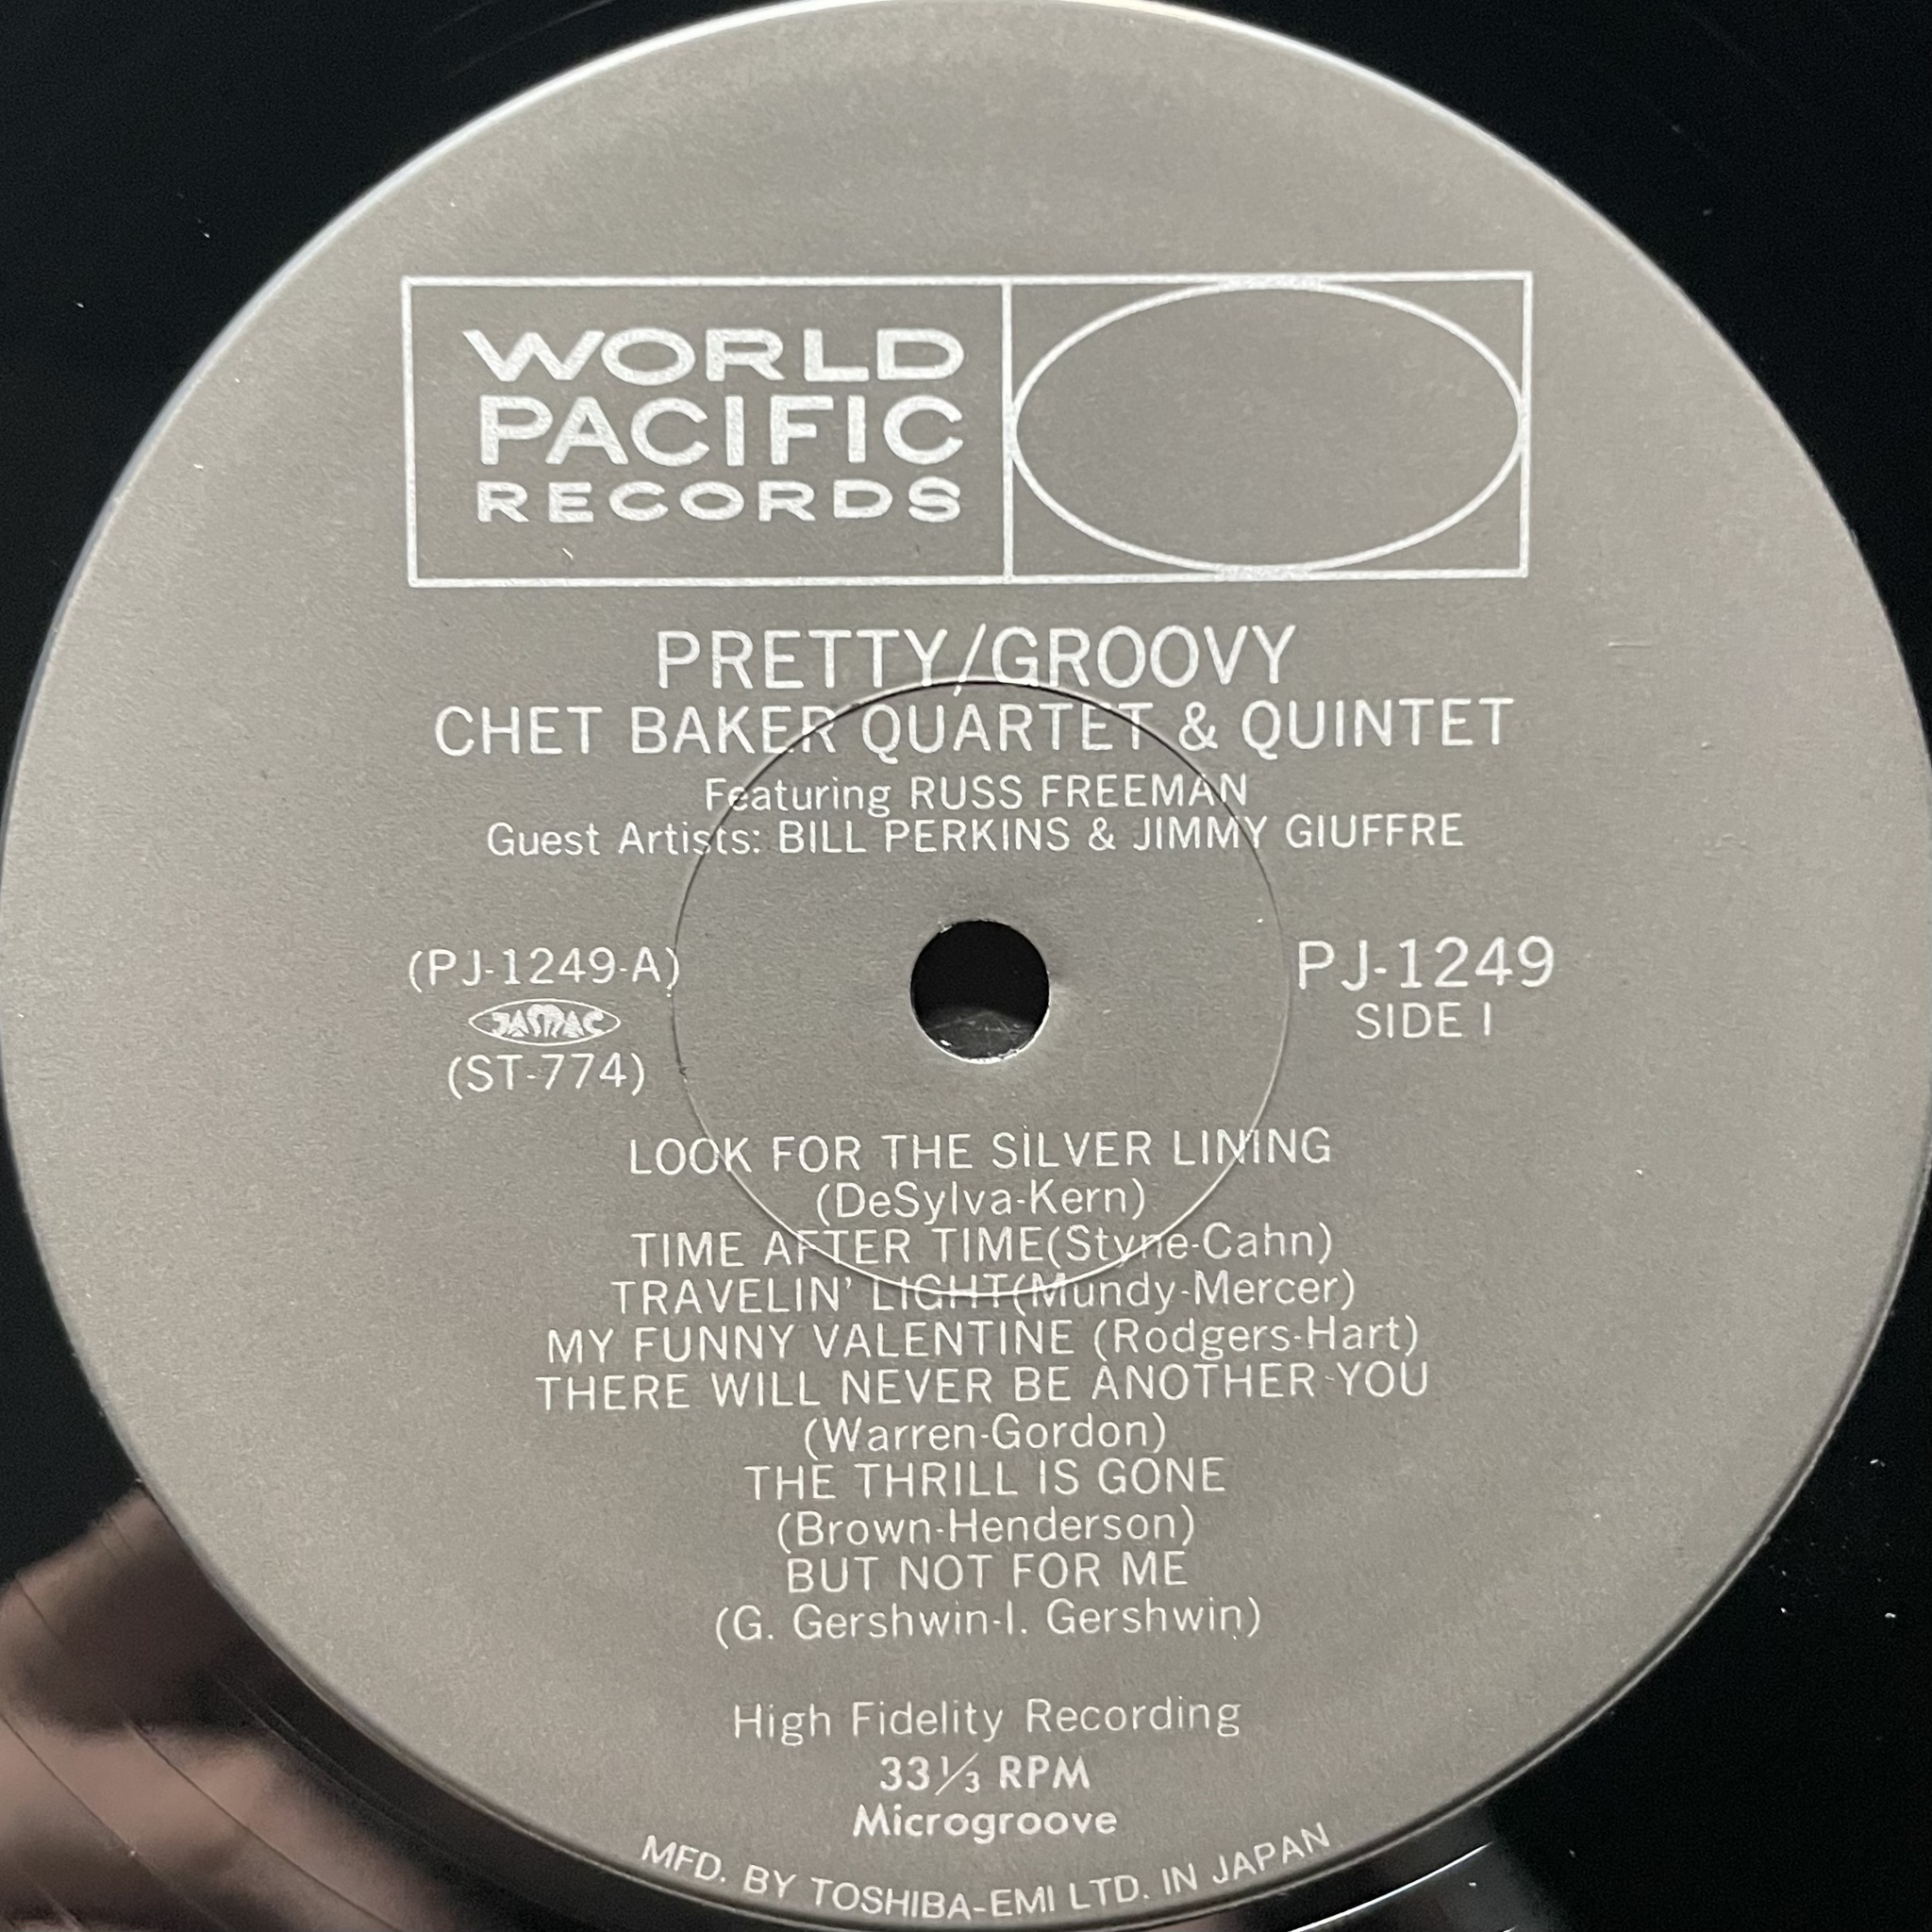 WORLD
PACIFIC
RECORDS
PRETTY/GROOVY
CHET BAKER QUARTET & QUINTET
Featuring RUSS FREEMAN
Guest Artists: BILL PERKINS & JIMMY GIUFFRE
(PJ-1249-A)
JASRAC
(ST-774)
PJ-1249
SIDE I
LOOK FOR THE SILVER LINING
(DeSylva-Kern)
TIME AFTER TIME(Styne-Cahn)
TRAVELIN' LIGHT(Mundy-Mercer)
MY FUNNY VALENTINE (Rodgers-Hart)
THERE WILL NEVER BE ANOTHER YOU
(Warren-Gordon)
THE THRILL IS GONE
(Brown-Henderson)
BUT NOT FOR ME
(G. Gershwin-I. Gershwin)
High Fidelity Recording
33⅓ RPM
Microgroove
MFD. BY TOSHIBA-EMI LTD. IN JAPAN